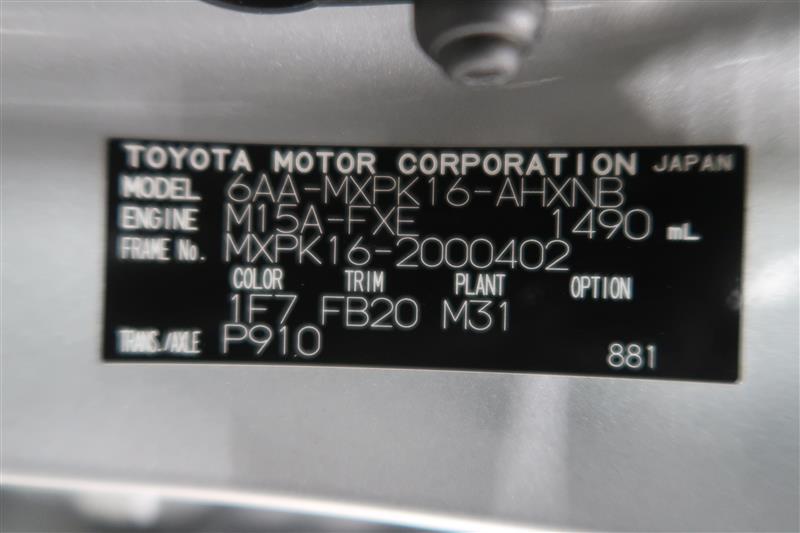 TOYOTA MOTOR CORPORATION JAPAN
MODEL 6AA-MXPK16-AHXNB
ENGINE M15A-FXE 1490 mL
FRAME No. MXPK16-2000402
COLOR TRIM PLANT OPTION
1F7 FB20 M31
TRANS./AXLE P910
881